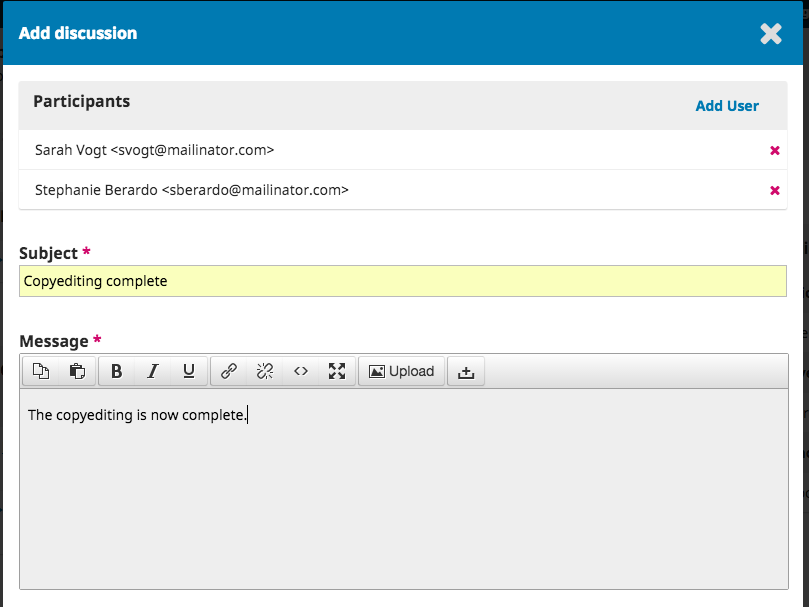 Add discussion
Participants
Add User
Sarah Vogt <svogt@mailinator.com>
Stephanie Berardo <sberardo@mailinator.com>
Subject *
Copyediting complete
Message *
B I U <> Upload
The copyediting is now complete.